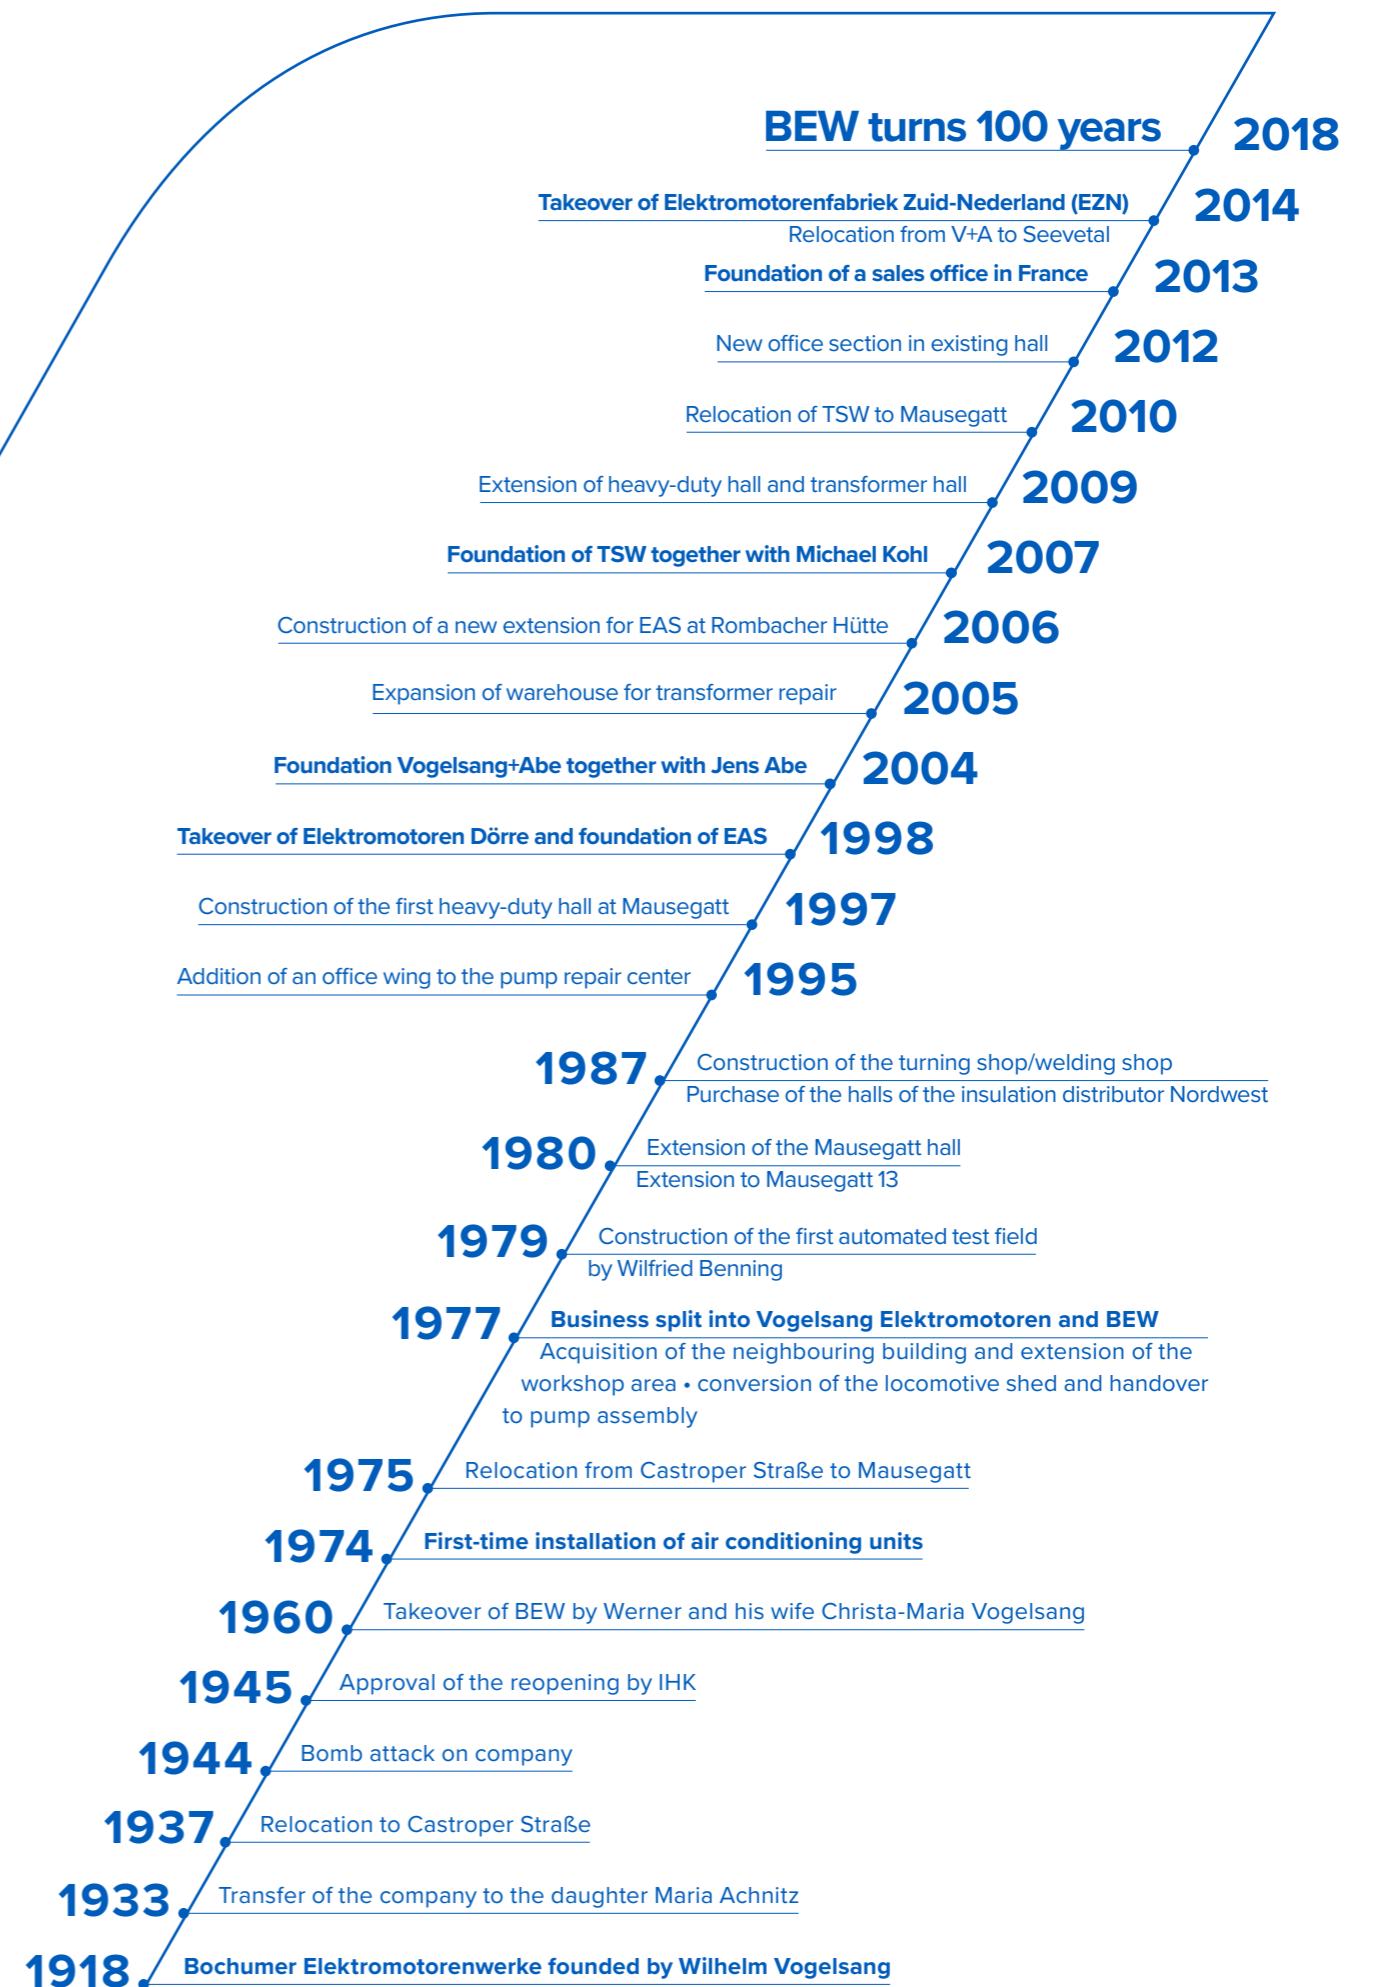 BEW turns 100 years 2018
Takeover of Elektromotorenfabriek Zuid-Nederland (EZN) 2014
Relocation from V+A to Seevetal
Foundation of a sales office in France 2013
New office section in existing hall 2012
Relocation of TSW to Mausegatt 2010
Extension of heavy-duty hall and transformer hall 2009
Foundation of TSW together with Michael Kohl 2007
Construction of a new extension for EAS at Rombacher Hütte 2006
Expansion of warehouse for transformer repair 2005
Foundation Vogelsang+Abe together with Jens Abe 2004
Takeover of Elektromotoren Dörre and foundation of EAS 1998
Construction of the first heavy-duty hall at Mausegatt 1997
Addition of an office wing to the pump repair center 1995
1987 Construction of the turning shop/welding shop
Purchase of the halls of the insulation distributor Nordwest
1980 Extension of the Mausegatt hall
Extension to Mausegatt 13
1979 Construction of the first automated test field
by Wilfried Benning
1977 Business split into Vogelsang Elektromotoren and BEW
Acquisition of the neighbouring building and extension of the
workshop area • conversion of the locomotive shed and handover
to pump assembly
1975 Relocation from Castroper Straße to Mausegatt
1974 First-time installation of air conditioning units
1960 Takeover of BEW by Werner and his wife Christa-Maria Vogelsang
1945 Approval of the reopening by IHK
1944 Bomb attack on company
1937 Relocation to Castroper Straße
1933 Transfer of the company to the daughter Maria Achnitz
1918 Bochumer Elektromotorenwerke founded by Wilhelm Vogelsang